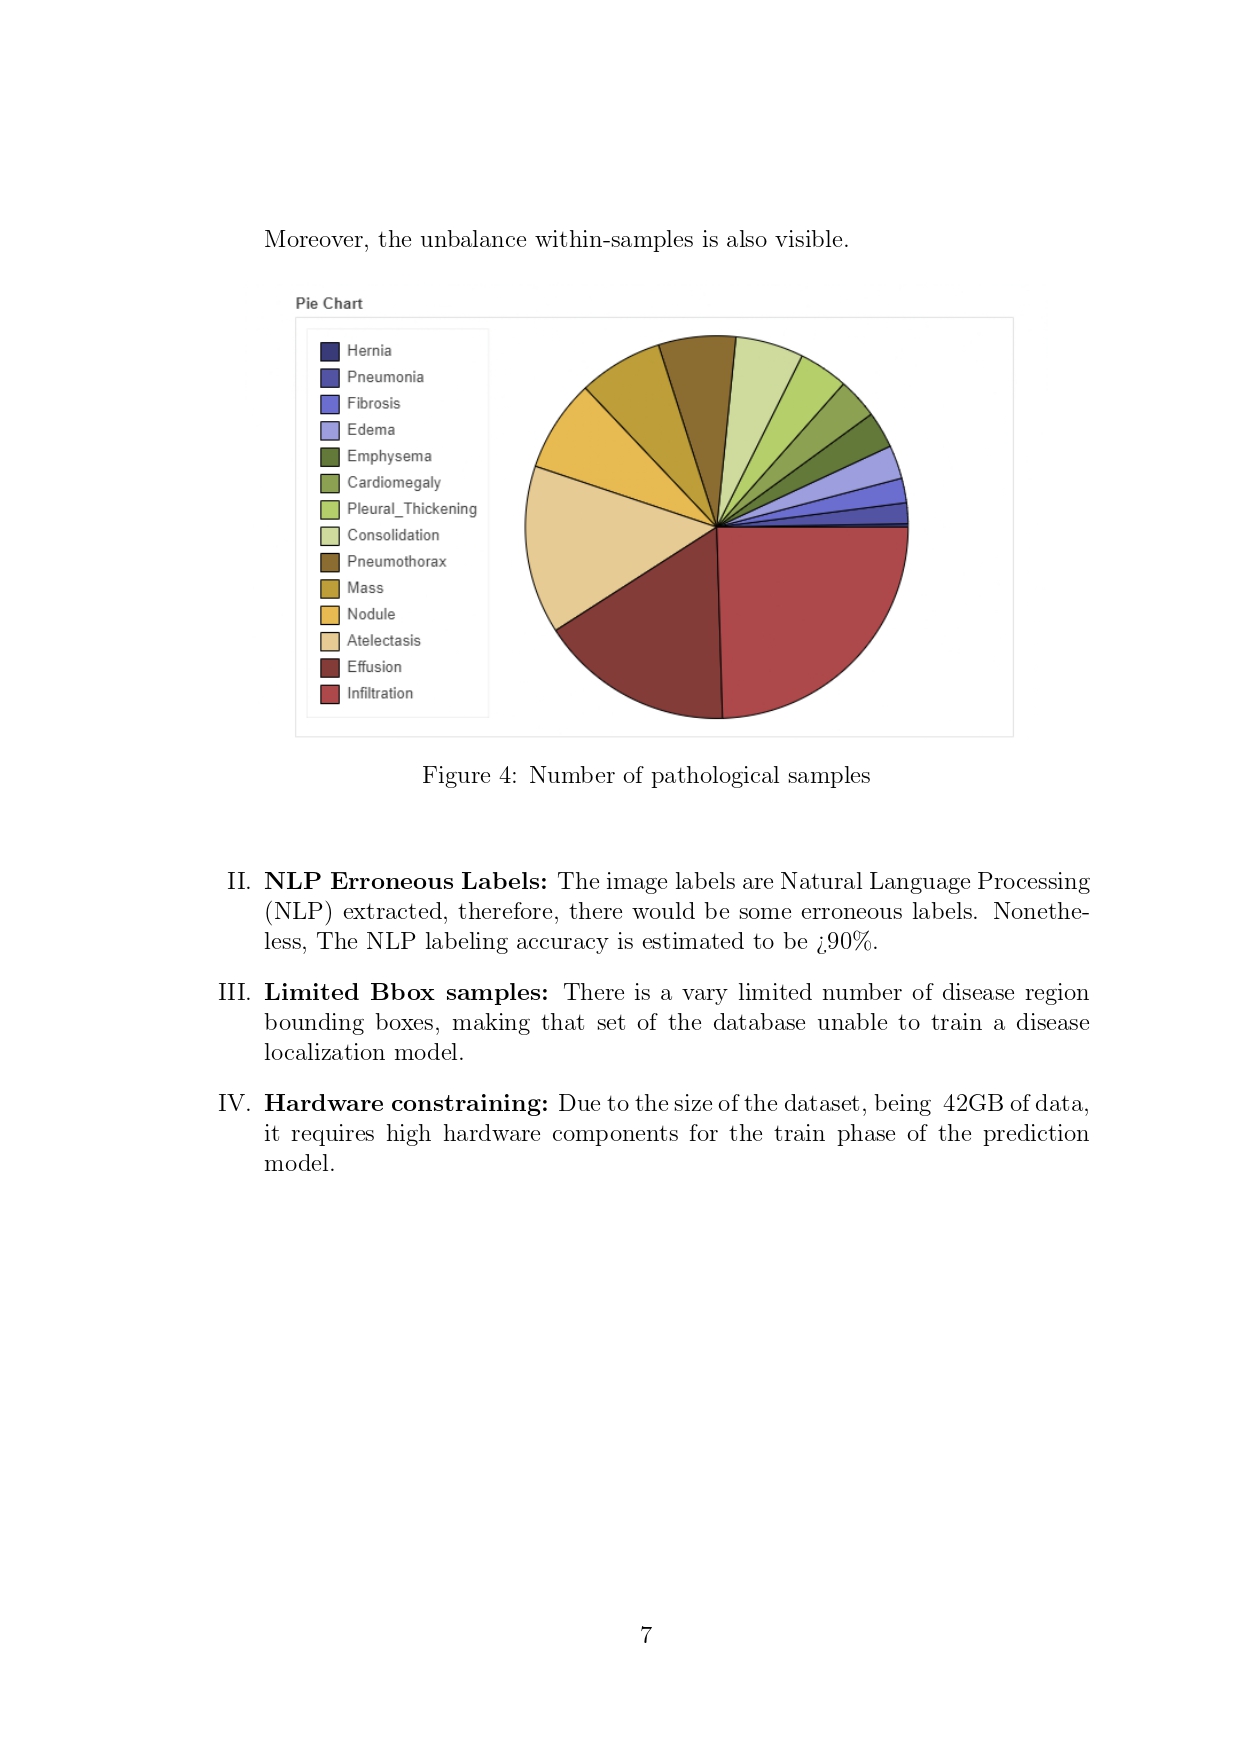 Moreover, the unbalance within-samples is also visible.
Pie Chart
Hernia
Pneumonia
Fibrosis
Edema
Emphysema
Cardiomegaly
Pleural_Thickening
Consolidation
Pneumothorax
Mass
Nodule
Atelectasis
Effusion
Infiltration
Figure 4: Number of pathological samples
II. NLP Erroneous Labels: The image labels are Natural Language Processing
(NLP) extracted, therefore, there would be some erroneous labels. Nonethe-
less, The NLP labeling accuracy is estimated to be ¿90%.
III. Limited Bbox samples: There is a vary limited number of disease region
bounding boxes, making that set of the database unable to train a disease
localization model.
IV. Hardware constraining: Due to the size of the dataset, being 42GB of data,
it requires high hardware components for the train phase of the prediction
model.
7